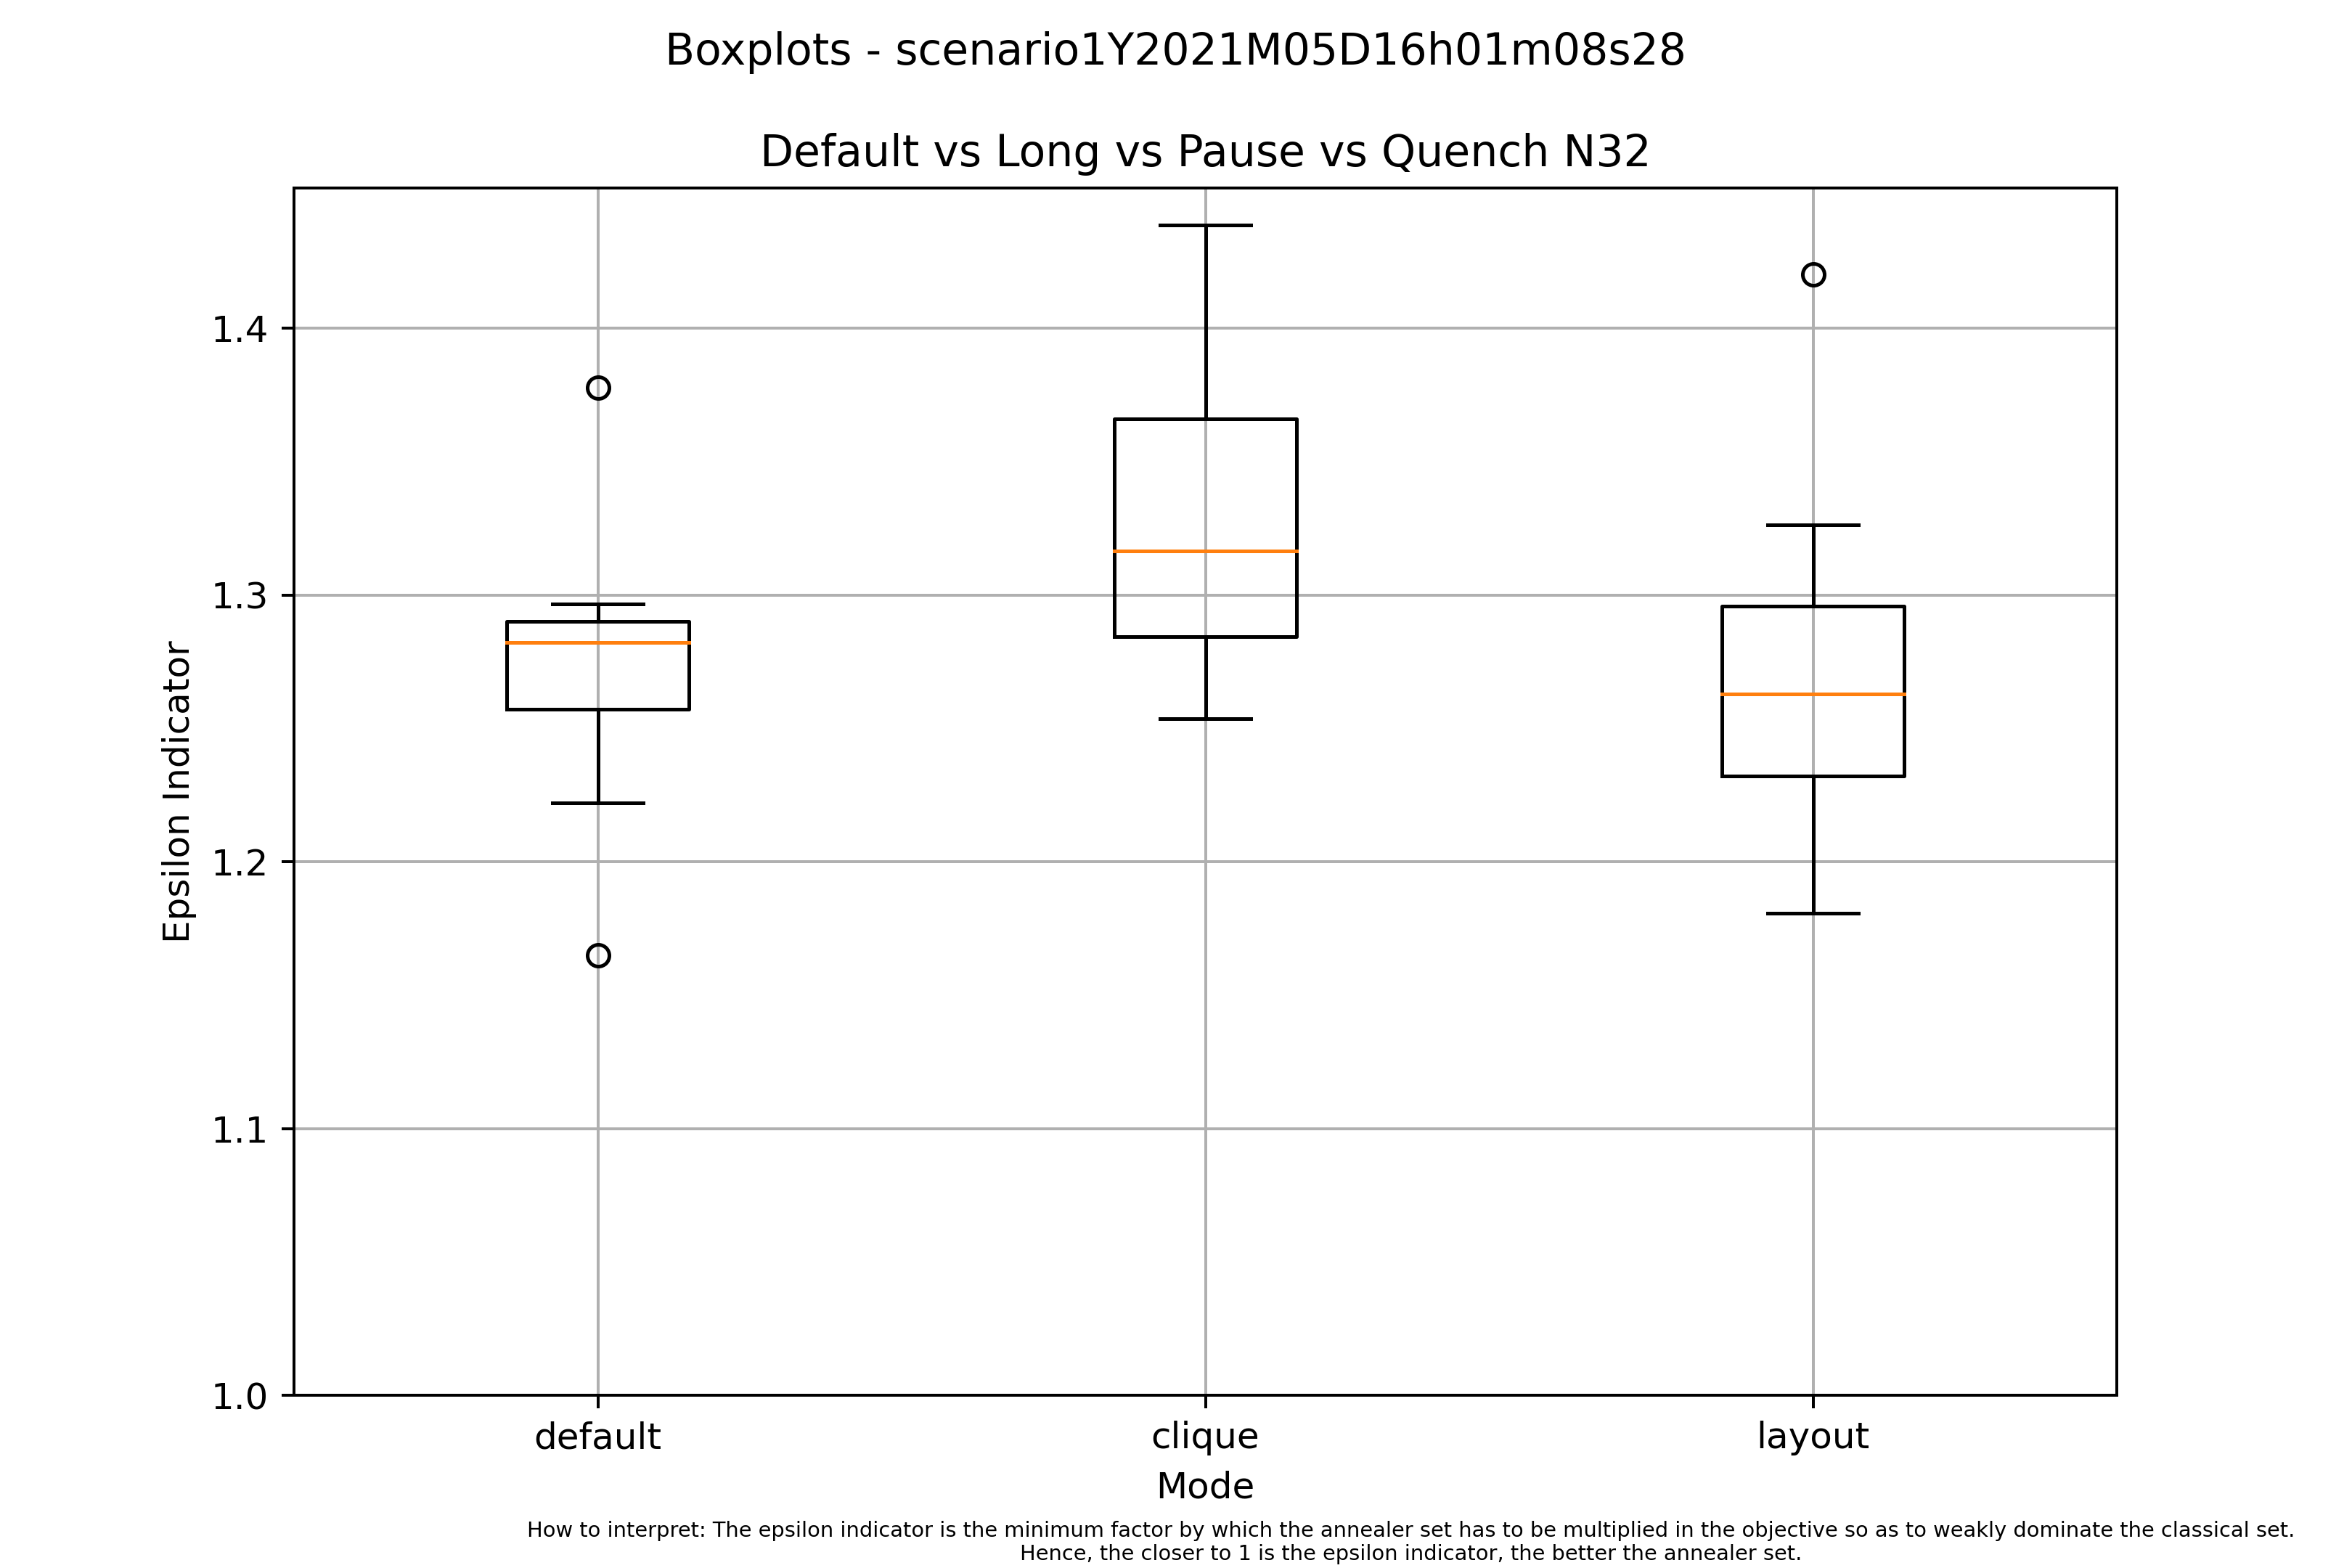 Boxplots - scenario1Y2021M05D16h01m08s28
Default vs Long vs Pause vs Quench N32
1.4
1.3
1.2
1.1
1.0
Epsilon Indicator
default
clique
layout
Mode
How to interpret: The epsilon indicator is the minimum factor by which the annealer set has to be multiplied in the objective so as to weakly dominate the classical set.
Hence, the closer to 1 is the epsilon indicator, the better the annealer set.